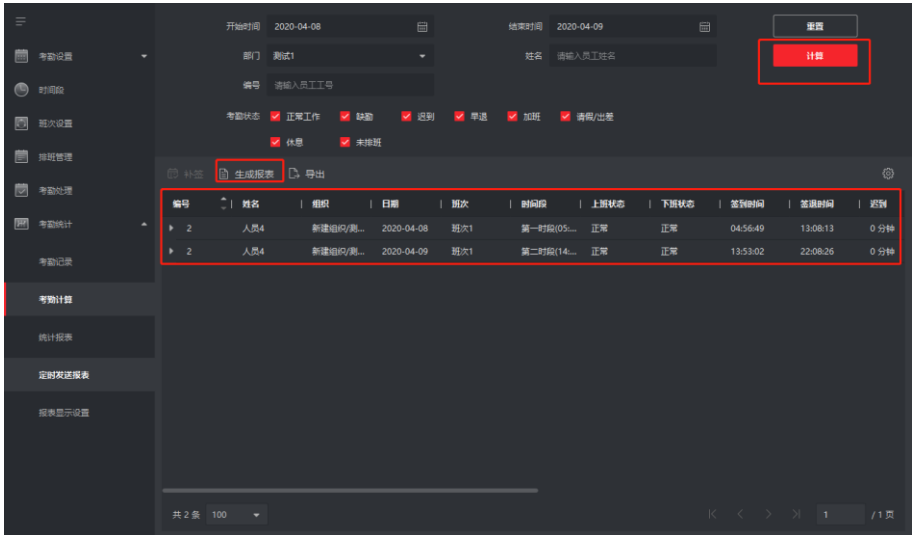 开始时间 2020-04-08 结束时间 2020-04-09 重置
考勤设置 部门 测试1 姓名 请输入员工姓名 计算
时间段 编号 请输入员工工号
班次设置 考勤状态 正常工作 缺勤 迟到 早退 加班 请假/出差
休息 未排班
排班管理
补签 生成报表 导出
考勤处理
编号 姓名 组织 日期 班次 时间段 上班状态 下班状态 签到时间 签退时间 迟到
考勤统计 2 人员4 新建组织/测... 2020-04-08 班次1 第一时段(05:... 正常 正常 04:56:49 13:08:13 0 分钟
2 人员4 新建组织/测... 2020-04-09 班次1 第二时段(14:... 正常 正常 13:53:02 22:08:26 0 分钟
考勤记录
考勤计算
统计报表
定时发送报表
报表显示设置
共 2 条 100 1 / 1 页